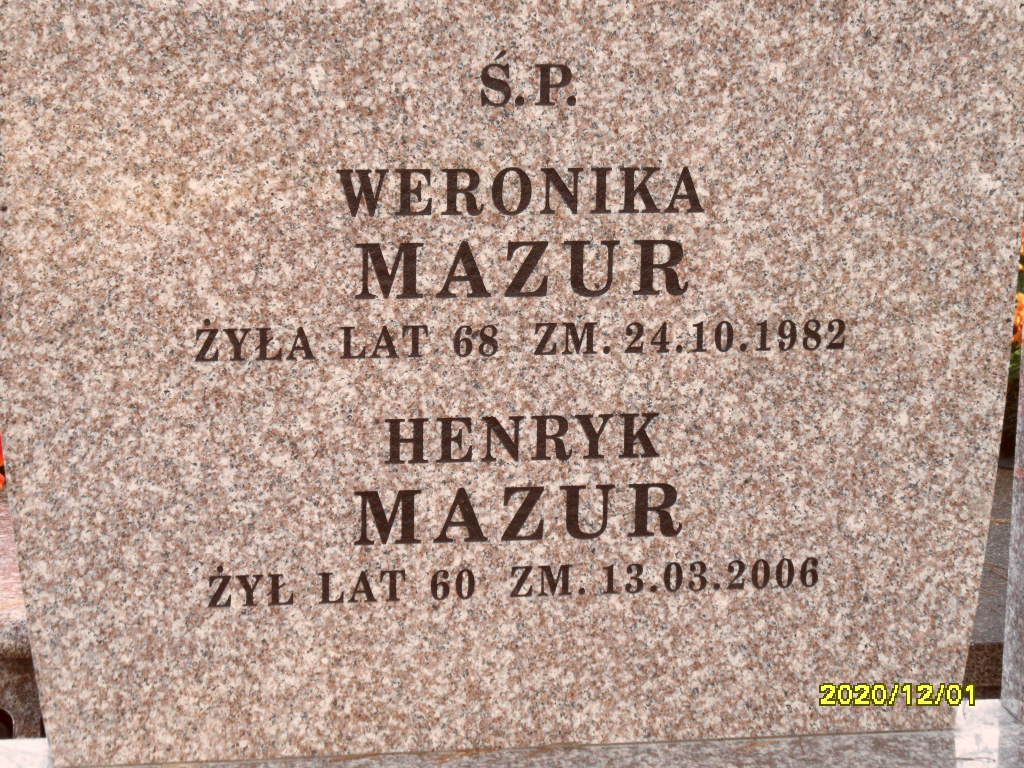 Ś.P.
WERONIKA
MAZUR
ŻYŁA LAT 68 ZM. 24.10.1982
HENRYK
MAZUR
ŻYŁ LAT 60 ZM. 13.03.2006
2020/12/01